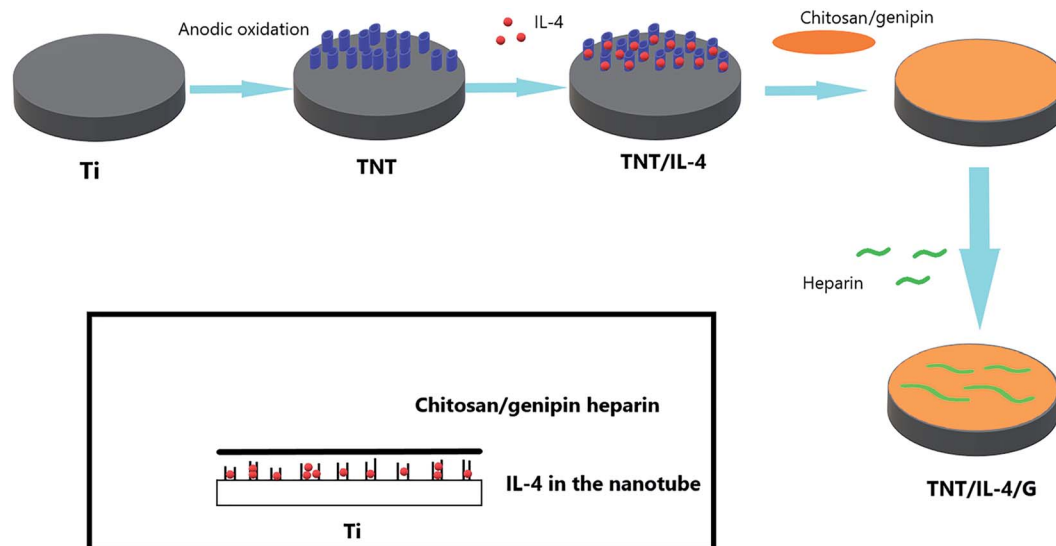 Anodic oxidation
IL-4
Chitosan/genipin
Ti
TNT
TNT/IL-4
Heparin
TNT/IL-4/G
Chitosan/genipin heparin
IL-4 in the nanotube
Ti